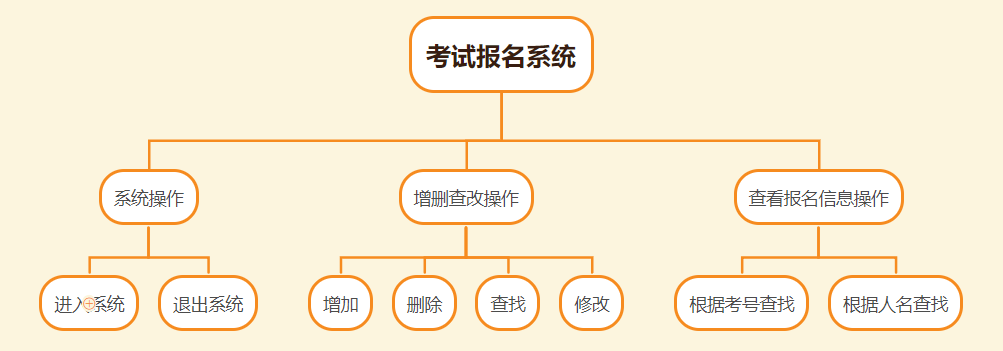 考试报名系统
系统操作
增删查改操作
查看报名信息操作
进入系统
退出系统
增加
删除
查找
修改
根据考号查找
根据人名查找